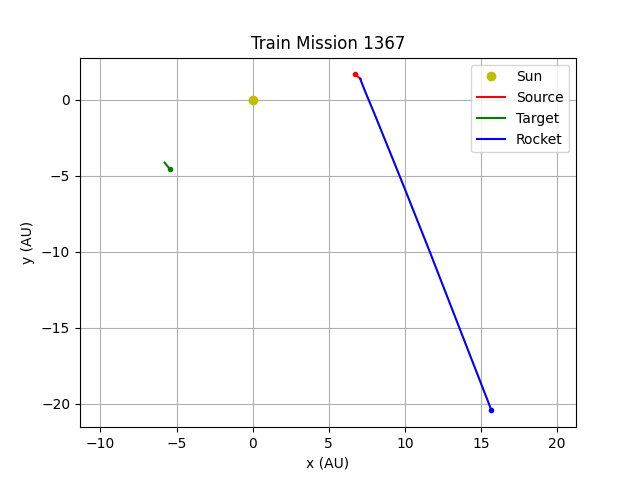 Train Mission 1367
Sun
Source
Target
Rocket
0
−5
−10
−15
−20
y (AU)
−10
−5
0
5
10
15
20
x (AU)